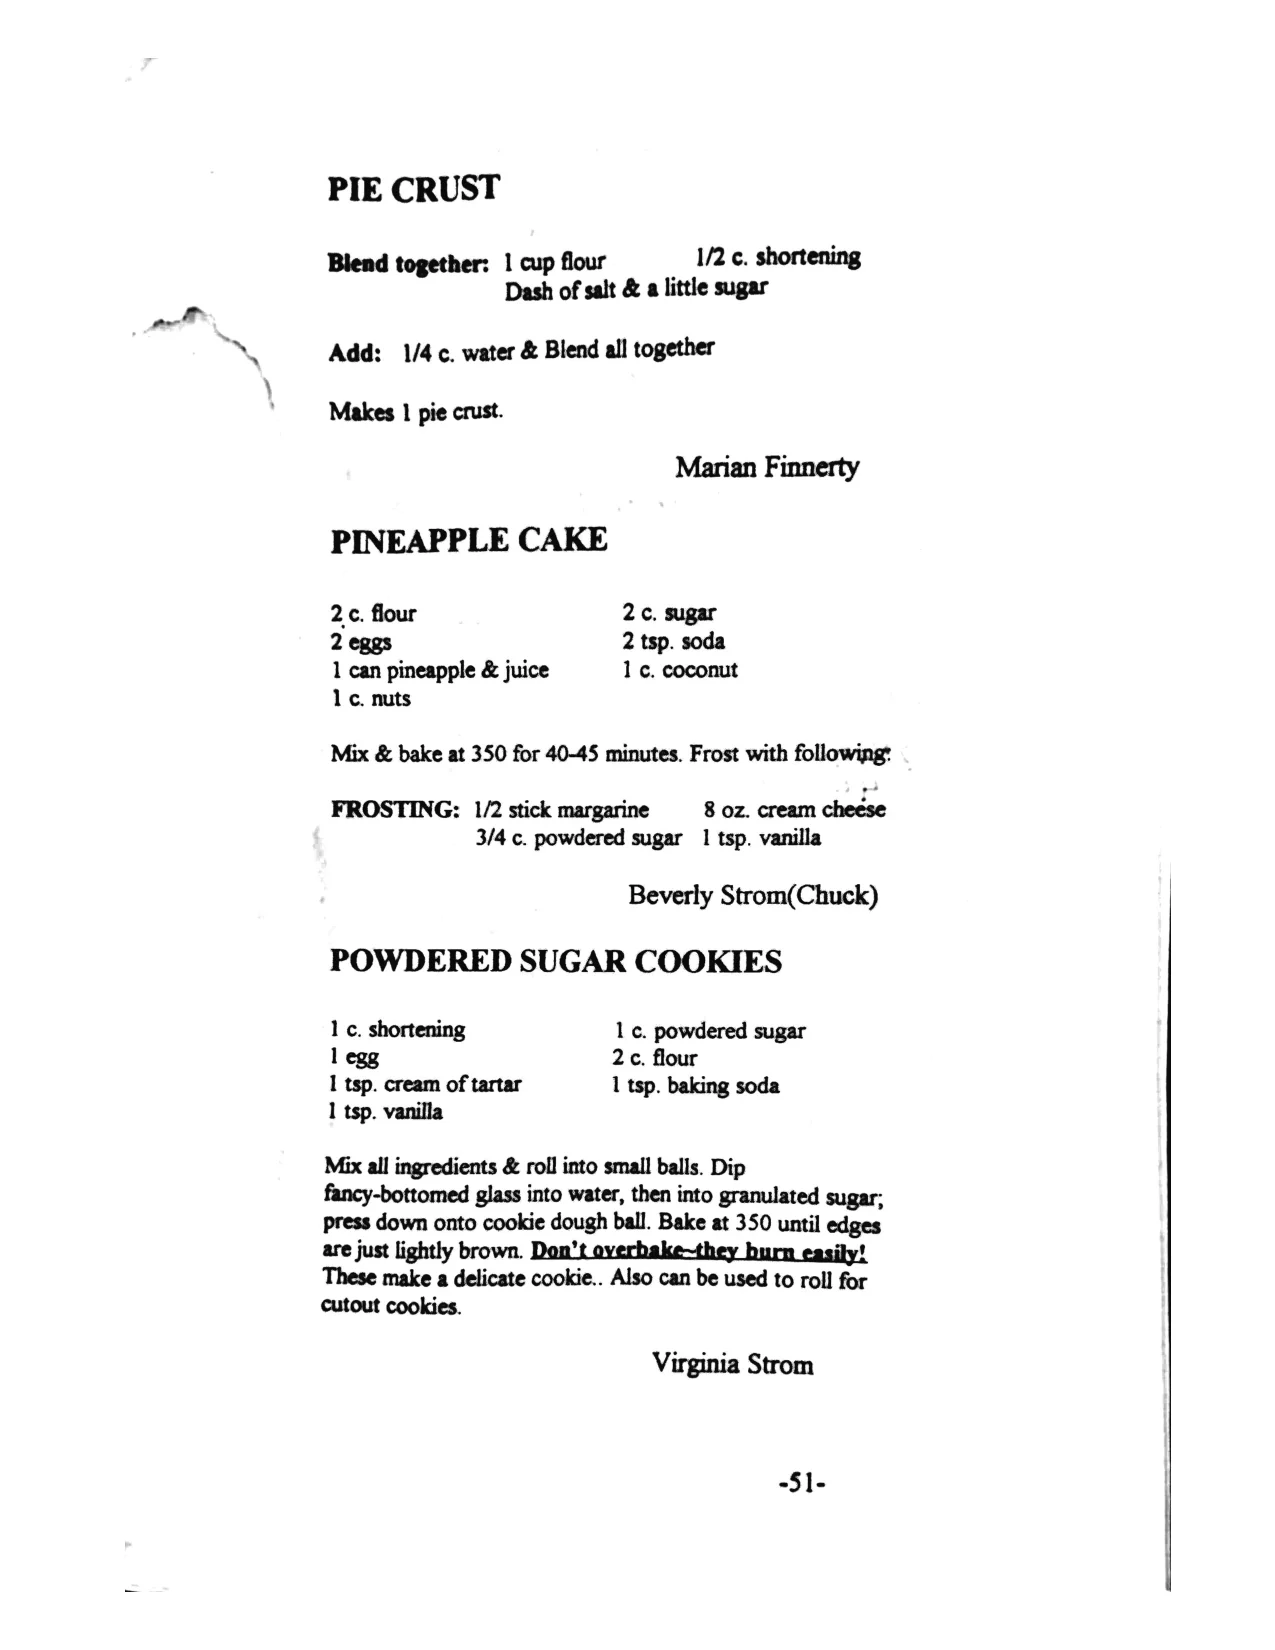 PIE CRUST
Blend together: 1 cup flour 1/2 c. shortening
Dash of salt & a little sugar
Add: 1/4 c. water & Blend all together
Makes 1 pie crust.
Marian Finnerty
PINEAPPLE CAKE
2 c. flour 2 c. sugar
2 eggs 2 tsp. soda
1 can pineapple & juice 1 c. coconut
1 c. nuts
Mix & bake at 350 for 40-45 minutes. Frost with following:
FROSTING: 1/2 stick margarine 8 oz. cream cheese
3/4 c. powdered sugar 1 tsp. vanilla
Beverly Strom(Chuck)
POWDERED SUGAR COOKIES
1 c. shortening 1 c. powdered sugar
1 egg 2 c. flour
1 tsp. cream of tartar 1 tsp. baking soda
1 tsp. vanilla
Mix all ingredients & roll into small balls. Dip
fancy-bottomed glass into water, then into granulated sugar;
press down onto cookie dough ball. Bake at 350 until edges
are just lightly brown. Don't overbake~they burn easily!
These make a delicate cookie.. Also can be used to roll for
cutout cookies.
Virginia Strom
-51-